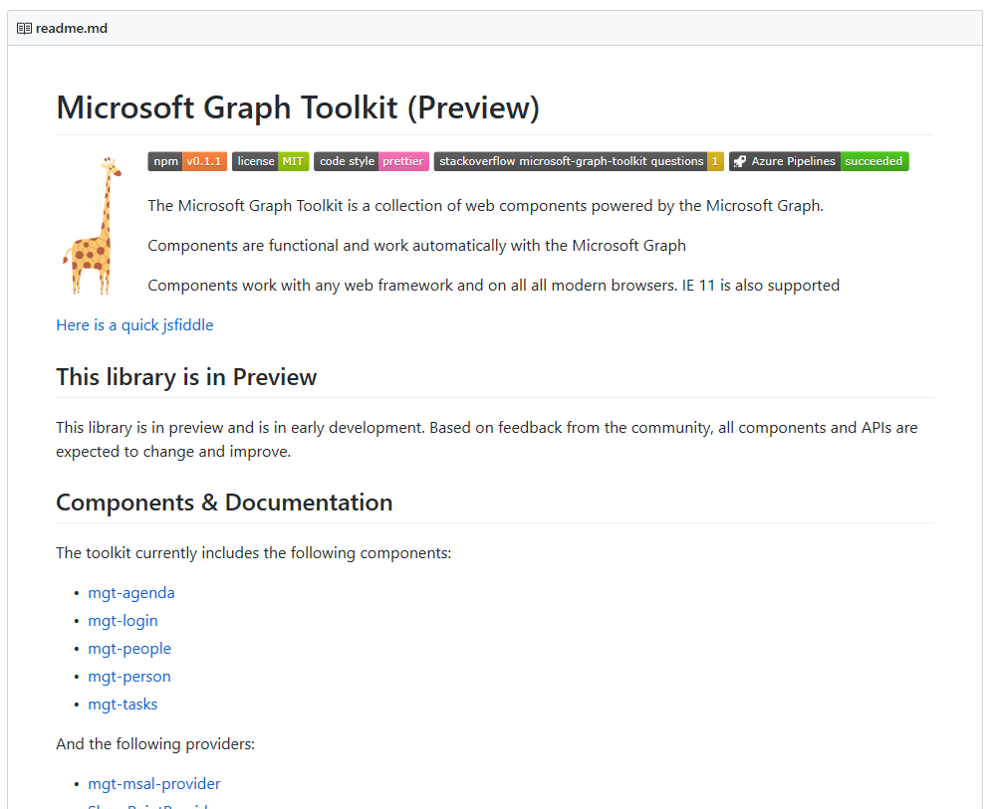 readme.md
Microsoft Graph Toolkit (Preview)
npm v0.1.1 license MIT code style prettier stackoverflow microsoft-graph-toolkit questions 1 Azure Pipelines succeeded
The Microsoft Graph Toolkit is a collection of web components powered by the Microsoft Graph.
Components are functional and work automatically with the Microsoft Graph
Components work with any web framework and on all all modern browsers. IE 11 is also supported
Here is a quick jsfiddle
This library is in Preview
This library is in preview and is in early development. Based on feedback from the community, all components and APIs are
expected to change and improve.
Components & Documentation
The toolkit currently includes the following components:
• mgt-agenda
• mgt-login
• mgt-people
• mgt-person
• mgt-tasks
And the following providers:
• mgt-msal-provider